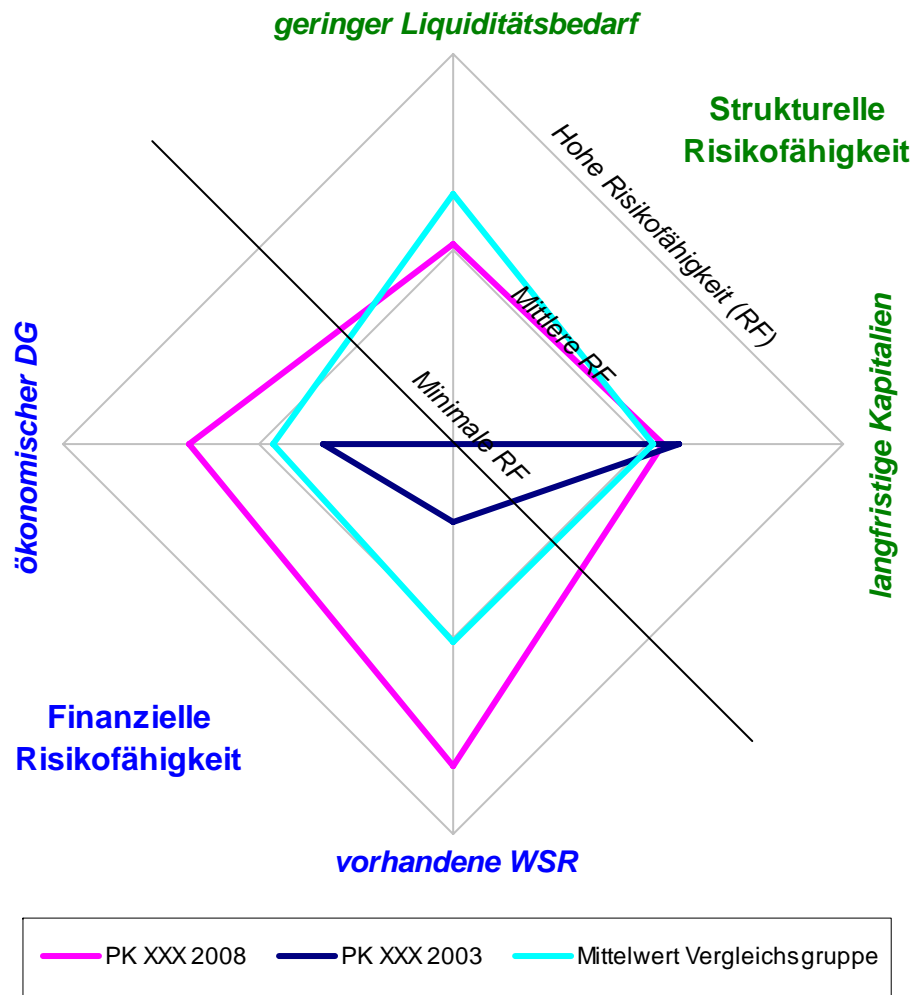 geringer Liquiditätsbedarf
Strukturelle
Risikofähigkeit
Hohe Risikofähigkeit (RF)
Mittlere RF
Minimale RF
langfristige Kapitalien
ökonomischer DG
Finanzielle
Risikofähigkeit
vorhandene WSR
PK XXX 2008 PK XXX 2003 Mittelwert Vergleichsgruppe